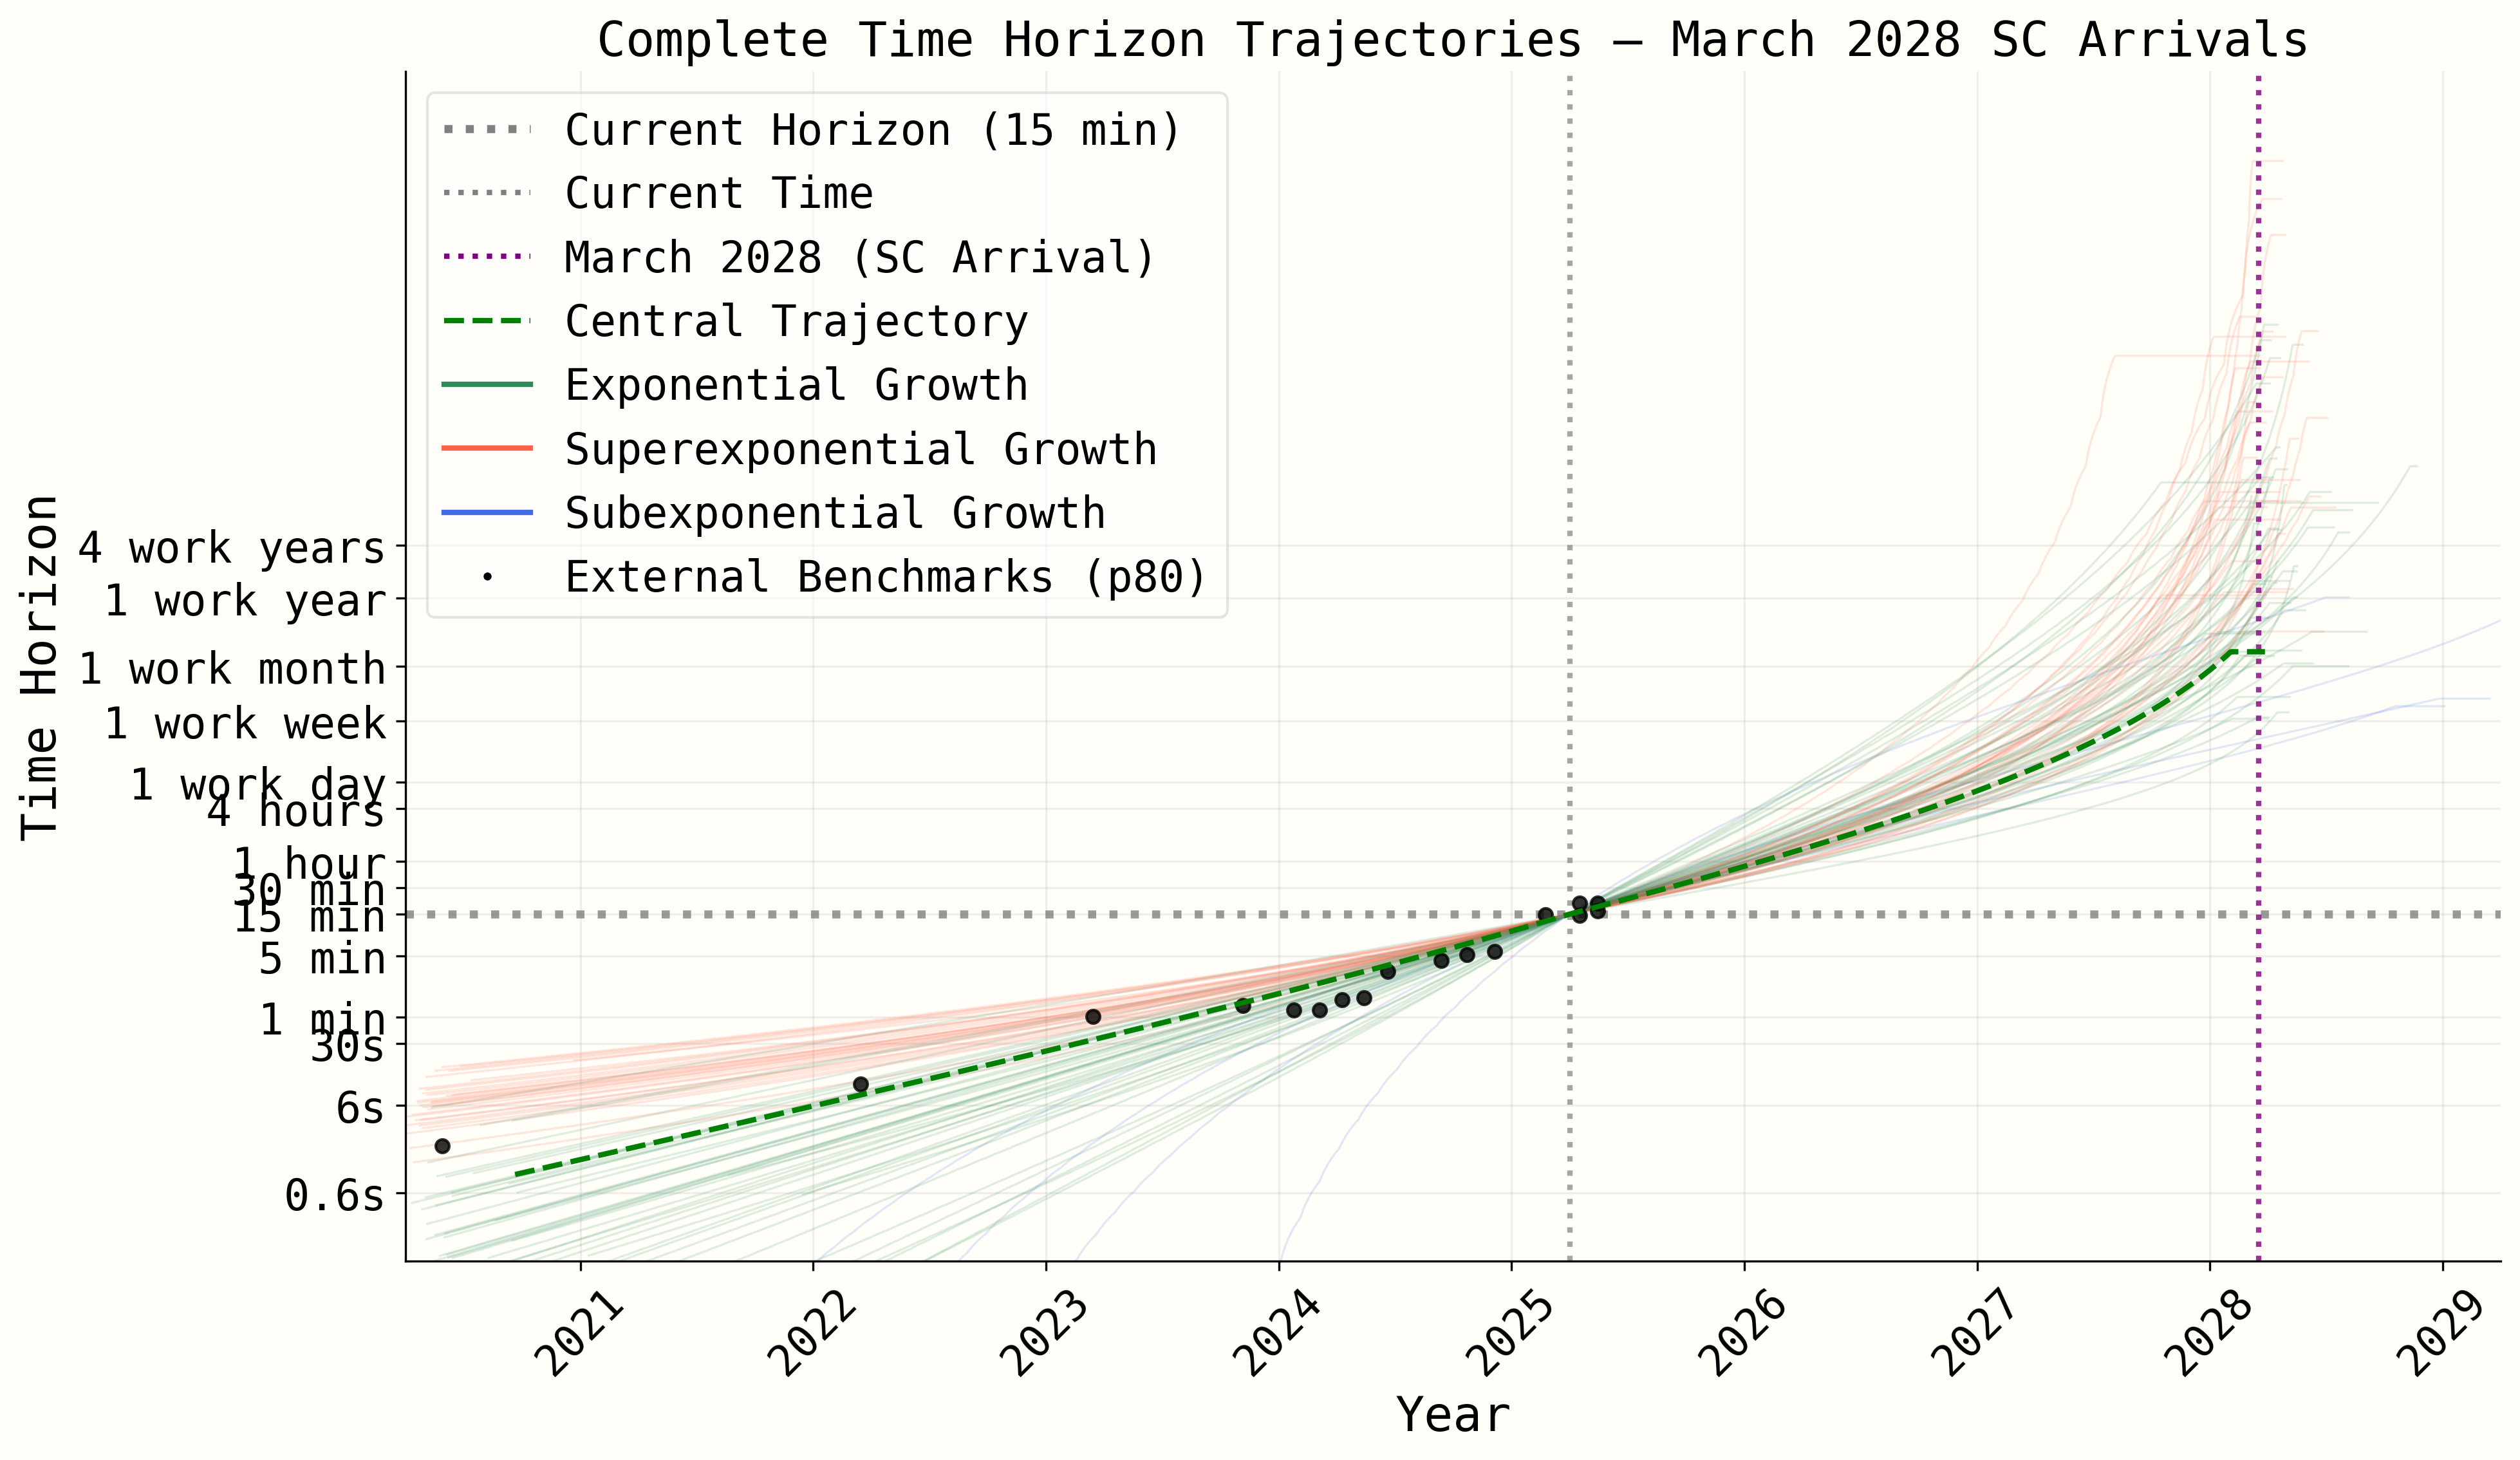 Complete Time Horizon Trajectories — March 2028 SC Arrivals
Current Horizon (15 min)
Current Time
March 2028 (SC Arrival)
Central Trajectory
Exponential Growth
Superexponential Growth
Subexponential Growth
External Benchmarks (p80)
Time Horizon
4 work years
1 work year
1 work month
1 work week
1 work day
4 hours
1 hour
30 min
15 min
5 min
1 min
30s
6s
0.6s
2021 2022 2023 2024 2025 2026 2027 2028 2029
Year